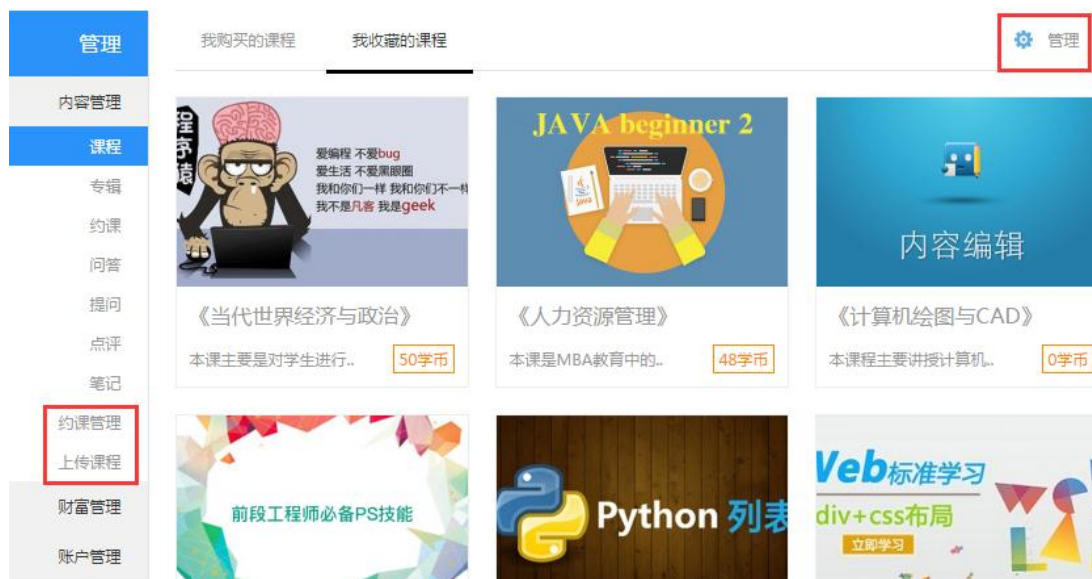 管理
内容管理
课程
专辑
约课
问答
提问
点评
笔记
约课管理
上传课程
财富管理
账户管理
我购买的课程
我收藏的课程
管理
程序猿
爱编程 不爱bug
爱生活 不爱黑眼圈
我和你们一样 我和你们不一样
我不是凡客 我是geek
《当代世界经济与政治》
本课主要是对学生进行..
50学币
JAVA beginner 2
Java
《人力资源管理》
本课是MBA教育中的..
48学币
内容编辑
《计算机绘图与CAD》
本课程主要讲授计算机..
0学币
前段工程师必备PS技能
Python 列表
Web标准学习
div+css布局
立即学习